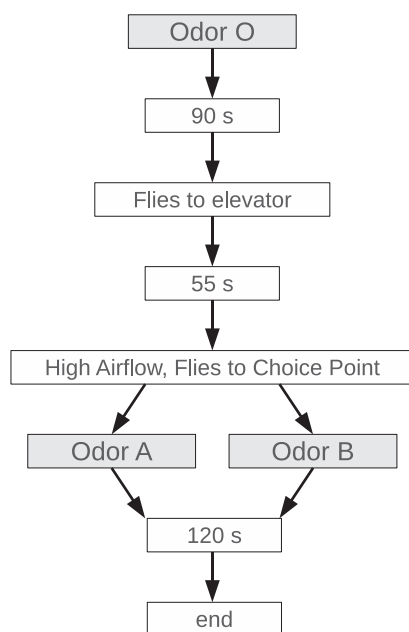 Odor O
90 s
Flies to elevator
55 s
High Airflow, Flies to Choice Point
Odor A
Odor B
120 s
end